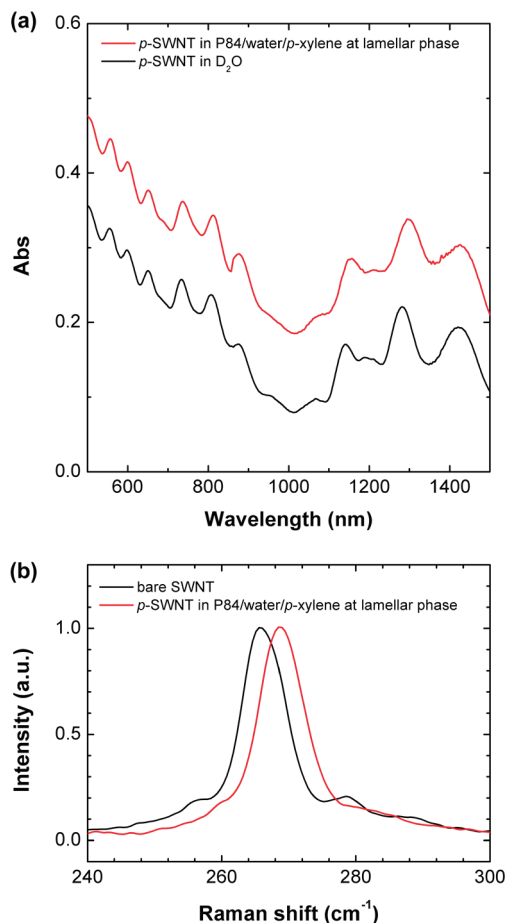 (a)
0.6
p-SWNT in P84/water/p-xylene at lamellar phase
p-SWNT in D₂O
0.4
Abs
0.2
0.0
600 800 1000 1200 1400
Wavelength (nm)
(b)
bare SWNT
p-SWNT in P84/water/p-xylene at lamellar phase
1.0
Intensity (a.u.)
0.5
0.0
240 260 280 300
Raman shift (cm⁻¹)